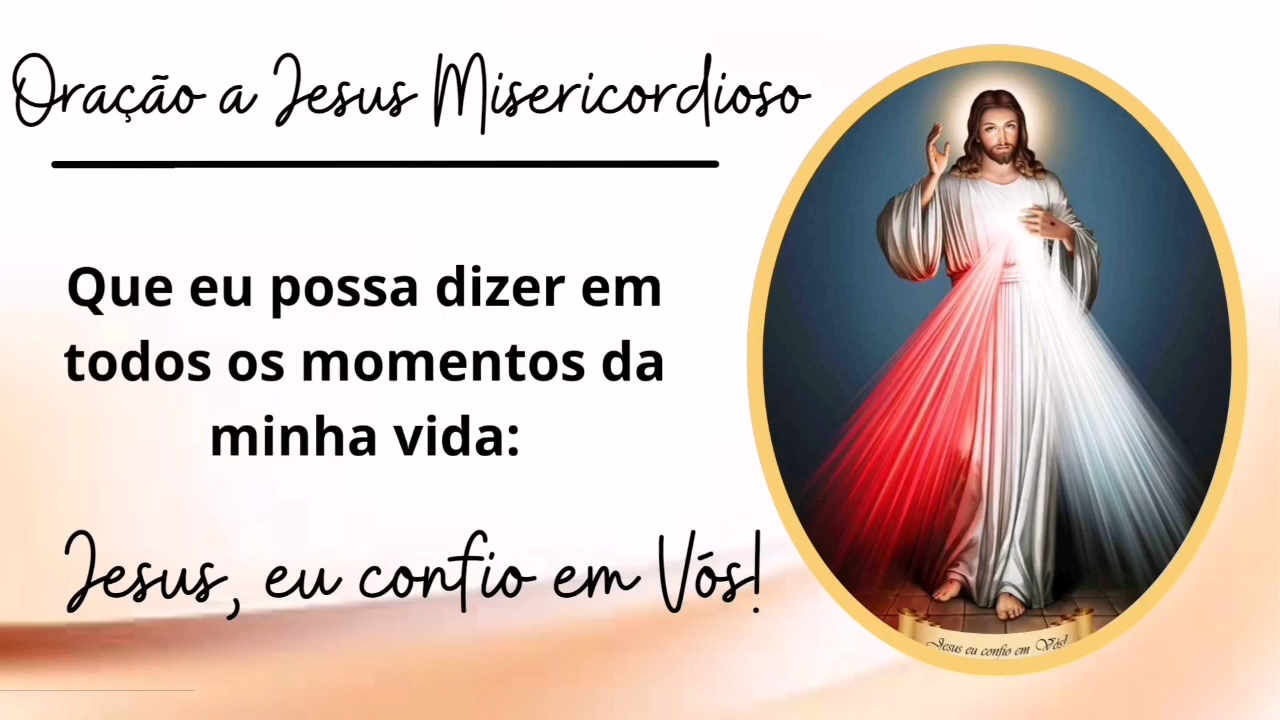 Oração a Jesus Misericordioso
Que eu possa dizer em
todos os momentos da
minha vida:
Jesus, eu confio em Vós!
Jesus eu confio em Vós!